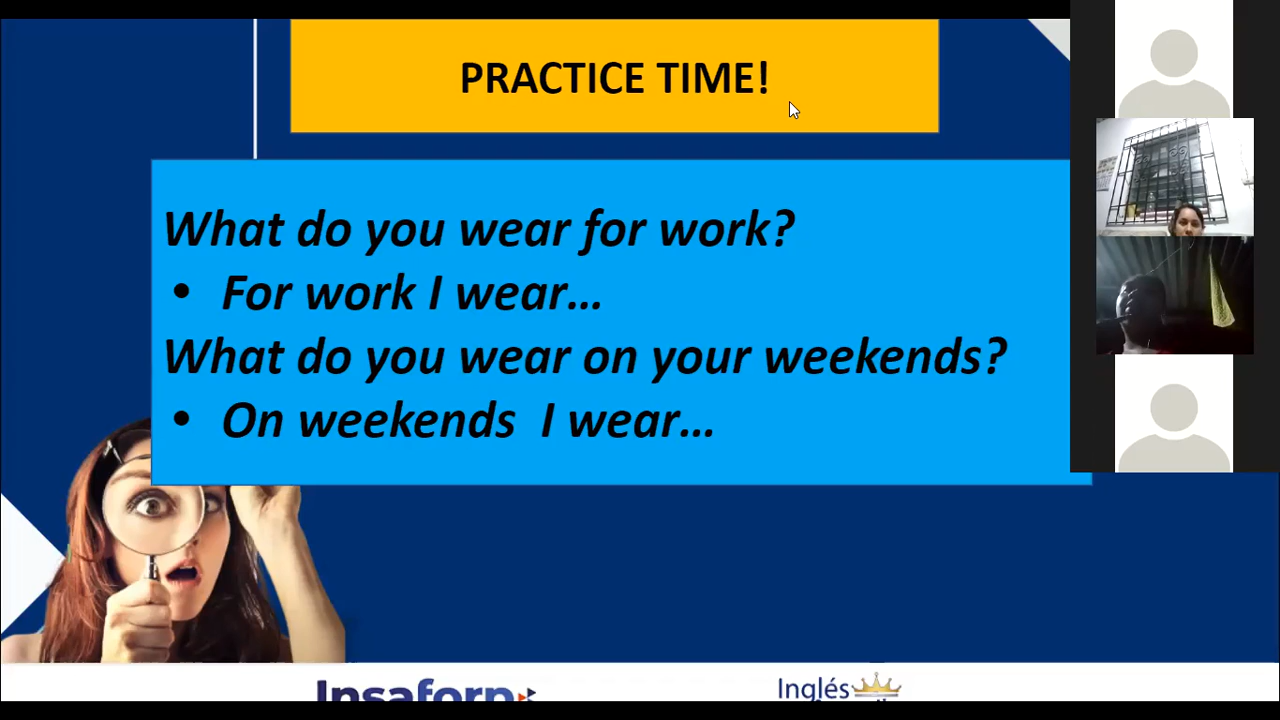 PRACTICE TIME!
What do you wear for work?
• For work I wear…
What do you wear on your weekends?
• On weekends I wear…
Insaforp
Inglés